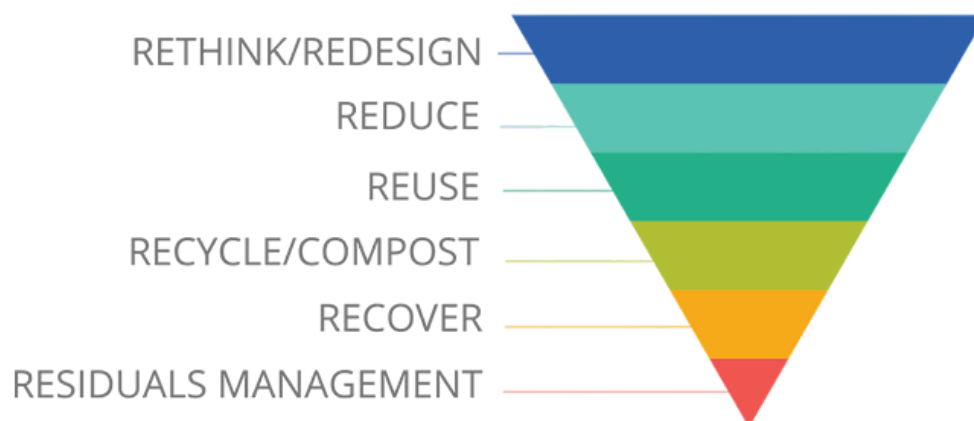 RETHINK/REDESIGN
REDUCE
REUSE
RECYCLE/COMPOST
RECOVER
RESIDUALS MANAGEMENT